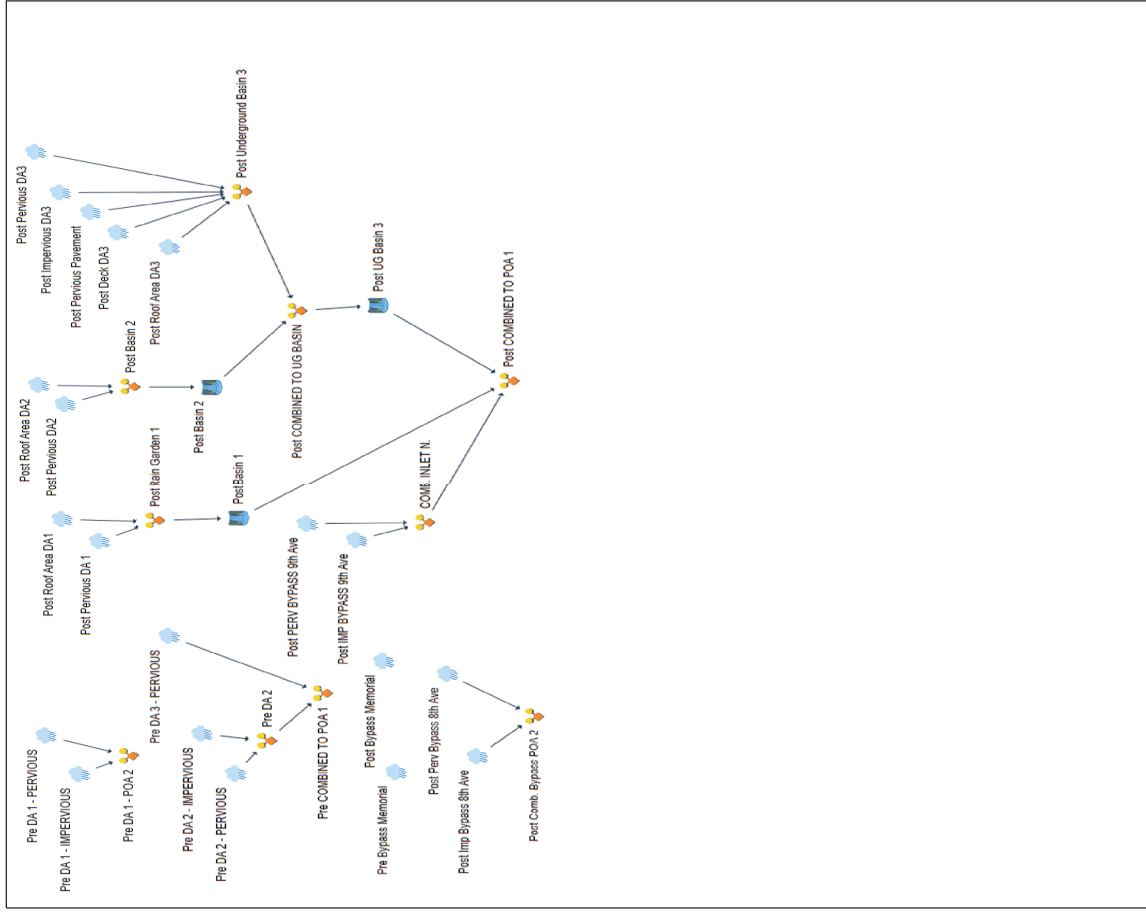 Pre DA 1 - PERVIOUS
Pre DA 1 - IMPERVIOUS
Pre DA 1 - POA 2
Pre DA 3 - PERVIOUS
Pre DA 2 - IMPERVIOUS
Pre DA 2 - PERVIOUS
Pre DA 2
Pre COMBINED TO POA 1
Post Bypass Memorial
Pre Bypass Memorial
Post Perv Bypass 8th Ave
Post Imp Bypass 8th Ave
Post Comb. Bypass POA 2
Post Roof Area DA1
Post Pervious DA 1
Post Rain Garden 1
Post Basin 1
Post PERV BYPASS 9th Ave
Post IMP BYPASS 9th Ave
COMB. INLET N.
Post Roof Area DA2
Post Pervious DA2
Post Basin 2
Post Basin 2
Post COMBINED TO UG BASIN
Post Pervious DA3
Post Impervious DA3
Post Pervious Pavement
Post Deck DA3
Post Roof Area DA3
Post Underground Basin 3
Post UG Basin 3
Post COMBINED TO POA 1